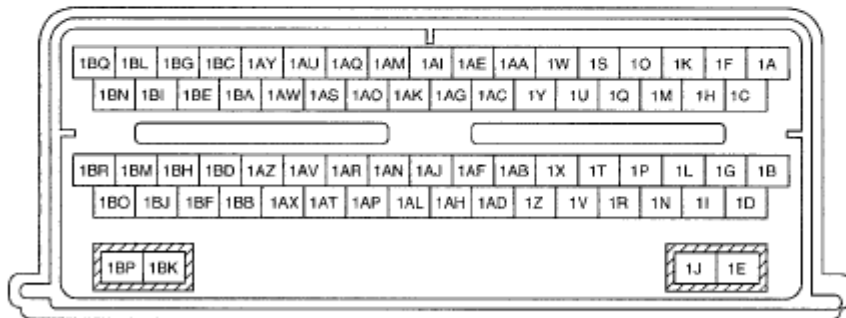 1BQ 1BL 1BG 1BC 1AY 1AU 1AQ 1AM 1AI 1AE 1AA 1W 1S 1O 1K 1F 1A
1BN 1BI 1BE 1BA 1AW 1AS 1AO 1AK 1AG 1AC 1Y 1U 1Q 1M 1H 1C
1BR 1BM 1BH 1BD 1AZ 1AV 1AR 1AN 1AJ 1AF 1AB 1X 1T 1P 1L 1G 1B
1BO 1BJ 1BF 1BB 1AX 1AT 1AP 1AL 1AH 1AD 1Z 1V 1R 1N 1I 1D
1BP 1BK 1J 1E